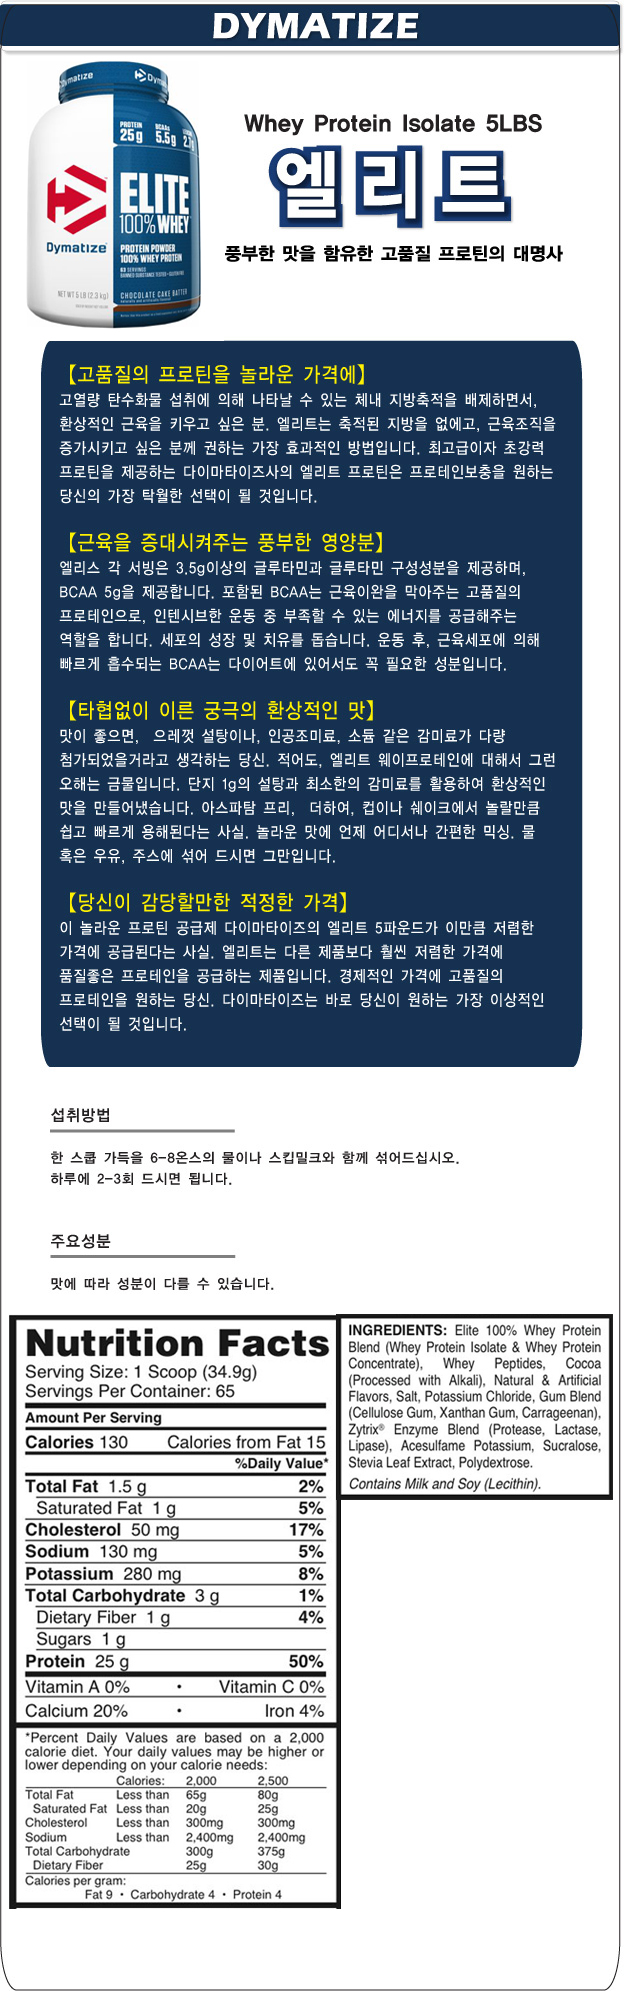 DYMATIZE
Whey Protein Isolate 5LBS
엘리트
풍부한 맛을 함유한 고품질 프로틴의 대명사
Dymatize
PROTEIN 25g
BCAAs 5.5g
2.7g
Dymatize
ELITE
100% WHEY
PROTEIN POWDER
100% WHEY PROTEIN
63 SERVINGS
BANNED SUBSTANCE TESTED • GLUTEN FREE
NET WT 5 LB (2.3 kg)
CHOCOLATE CAKE BATTER
【고품질의 프로틴을 놀라운 가격에】
고열량 탄수화물 섭취에 의해 나타날 수 있는 체내 지방축적을 배제하면서,
환상적인 근육을 키우고 싶은 분. 엘리트는 축적된 지방을 없에고, 근육조직을
증가시키고 싶은 분께 권하는 가장 효과적인 방법입니다. 최고급이자 초강력
프로틴을 제공하는 다이마타이즈사의 엘리트 프로틴은 프로테인보충을 원하는
당신의 가장 탁월한 선택이 될 것입니다.
【근육을 증대시켜주는 풍부한 영양분】
엘리스 각 서빙은 3.5g이상의 글루타민과 글루타민 구성성분을 제공하며,
BCAA 5g을 제공합니다. 포함된 BCAA는 근육이완을 막아주는 고품질의
프로테인으로, 인텐시브한 운동 중 부족할 수 있는 에너지를 공급해주는
역할을 합니다. 세포의 성장 및 치유를 돕습니다. 운동 후, 근육세포에 의해
빠르게 흡수되는 BCAA는 다이어트에 있어서도 꼭 필요한 성분입니다.
【타협없이 이른 궁극의 환상적인 맛】
맛이 좋으면, 으레껏 설탕이나, 인공조미료, 소듐 같은 감미료가 다량
첨가되었을거라고 생각하는 당신. 적어도, 엘리트 웨이프로테인에 대해서 그런
오해는 금물입니다. 단지 1g의 설탕과 최소한의 감미료를 활용하여 환상적인
맛을 만들어냈습니다. 아스파탐 프리, 더하여, 컵이나 쉐이크에서 놀랄만큼
쉽고 빠르게 용해된다는 사실. 놀라운 맛에 언제 어디서나 간편한 믹싱. 물
혹은 우유, 주스에 섞어 드시면 그만입니다.
【당신이 감당할만한 적정한 가격】
이 놀라운 프로틴 공급제 다이마타이즈의 엘리트 5파운드가 이만큼 저렴한
가격에 공급된다는 사실. 엘리트는 다른 제품보다 훨씬 저렴한 가격에
품질좋은 프로테인을 공급하는 제품입니다. 경제적인 가격에 고품질의
프로테인을 원하는 당신. 다이마타이즈는 바로 당신이 원하는 가장 이상적인
선택이 될 것입니다.
섭취방법
한 스쿱 가득을 6-8온스의 물이나 스킵밀크와 함께 섞어드십시오.
하루에 2-3회 드시면 됩니다.
주요성분
맛에 따라 성분이 다를 수 있습니다.
Nutrition Facts
Serving Size: 1 Scoop (34.9g)
Servings Per Container: 65
Amount Per Serving
Calories 130 Calories from Fat 15
%Daily Value*
Total Fat 1.5 g 2%
Saturated Fat 1 g 5%
Cholesterol 50 mg 17%
Sodium 130 mg 5%
Potassium 280 mg 8%
Total Carbohydrate 3 g 1%
Dietary Fiber 1 g 4%
Sugars 1 g
Protein 25 g 50%
Vitamin A 0% • Vitamin C 0%
Calcium 20% • Iron 4%
*Percent Daily Values are based on a 2,000
calorie diet. Your daily values may be higher or
lower depending on your calorie needs:
Calories: 2,000 2,500
Total Fat Less than 65g 80g
Saturated Fat Less than 20g 25g
Cholesterol Less than 300mg 300mg
Sodium Less than 2,400mg 2,400mg
Total Carbohydrate 300g 375g
Dietary Fiber 25g 30g
Calories per gram:
Fat 9 • Carbohydrate 4 • Protein 4
INGREDIENTS: Elite 100% Whey Protein
Blend (Whey Protein Isolate & Whey Protein
Concentrate), Whey Peptides, Cocoa
(Processed with Alkali), Natural & Artificial
Flavors, Salt, Potassium Chloride, Gum Blend
(Cellulose Gum, Xanthan Gum, Carrageenan),
Zytrix® Enzyme Blend (Protease, Lactase,
Lipase), Acesulfame Potassium, Sucralose,
Stevia Leaf Extract, Polydextrose.
Contains Milk and Soy (Lecithin).